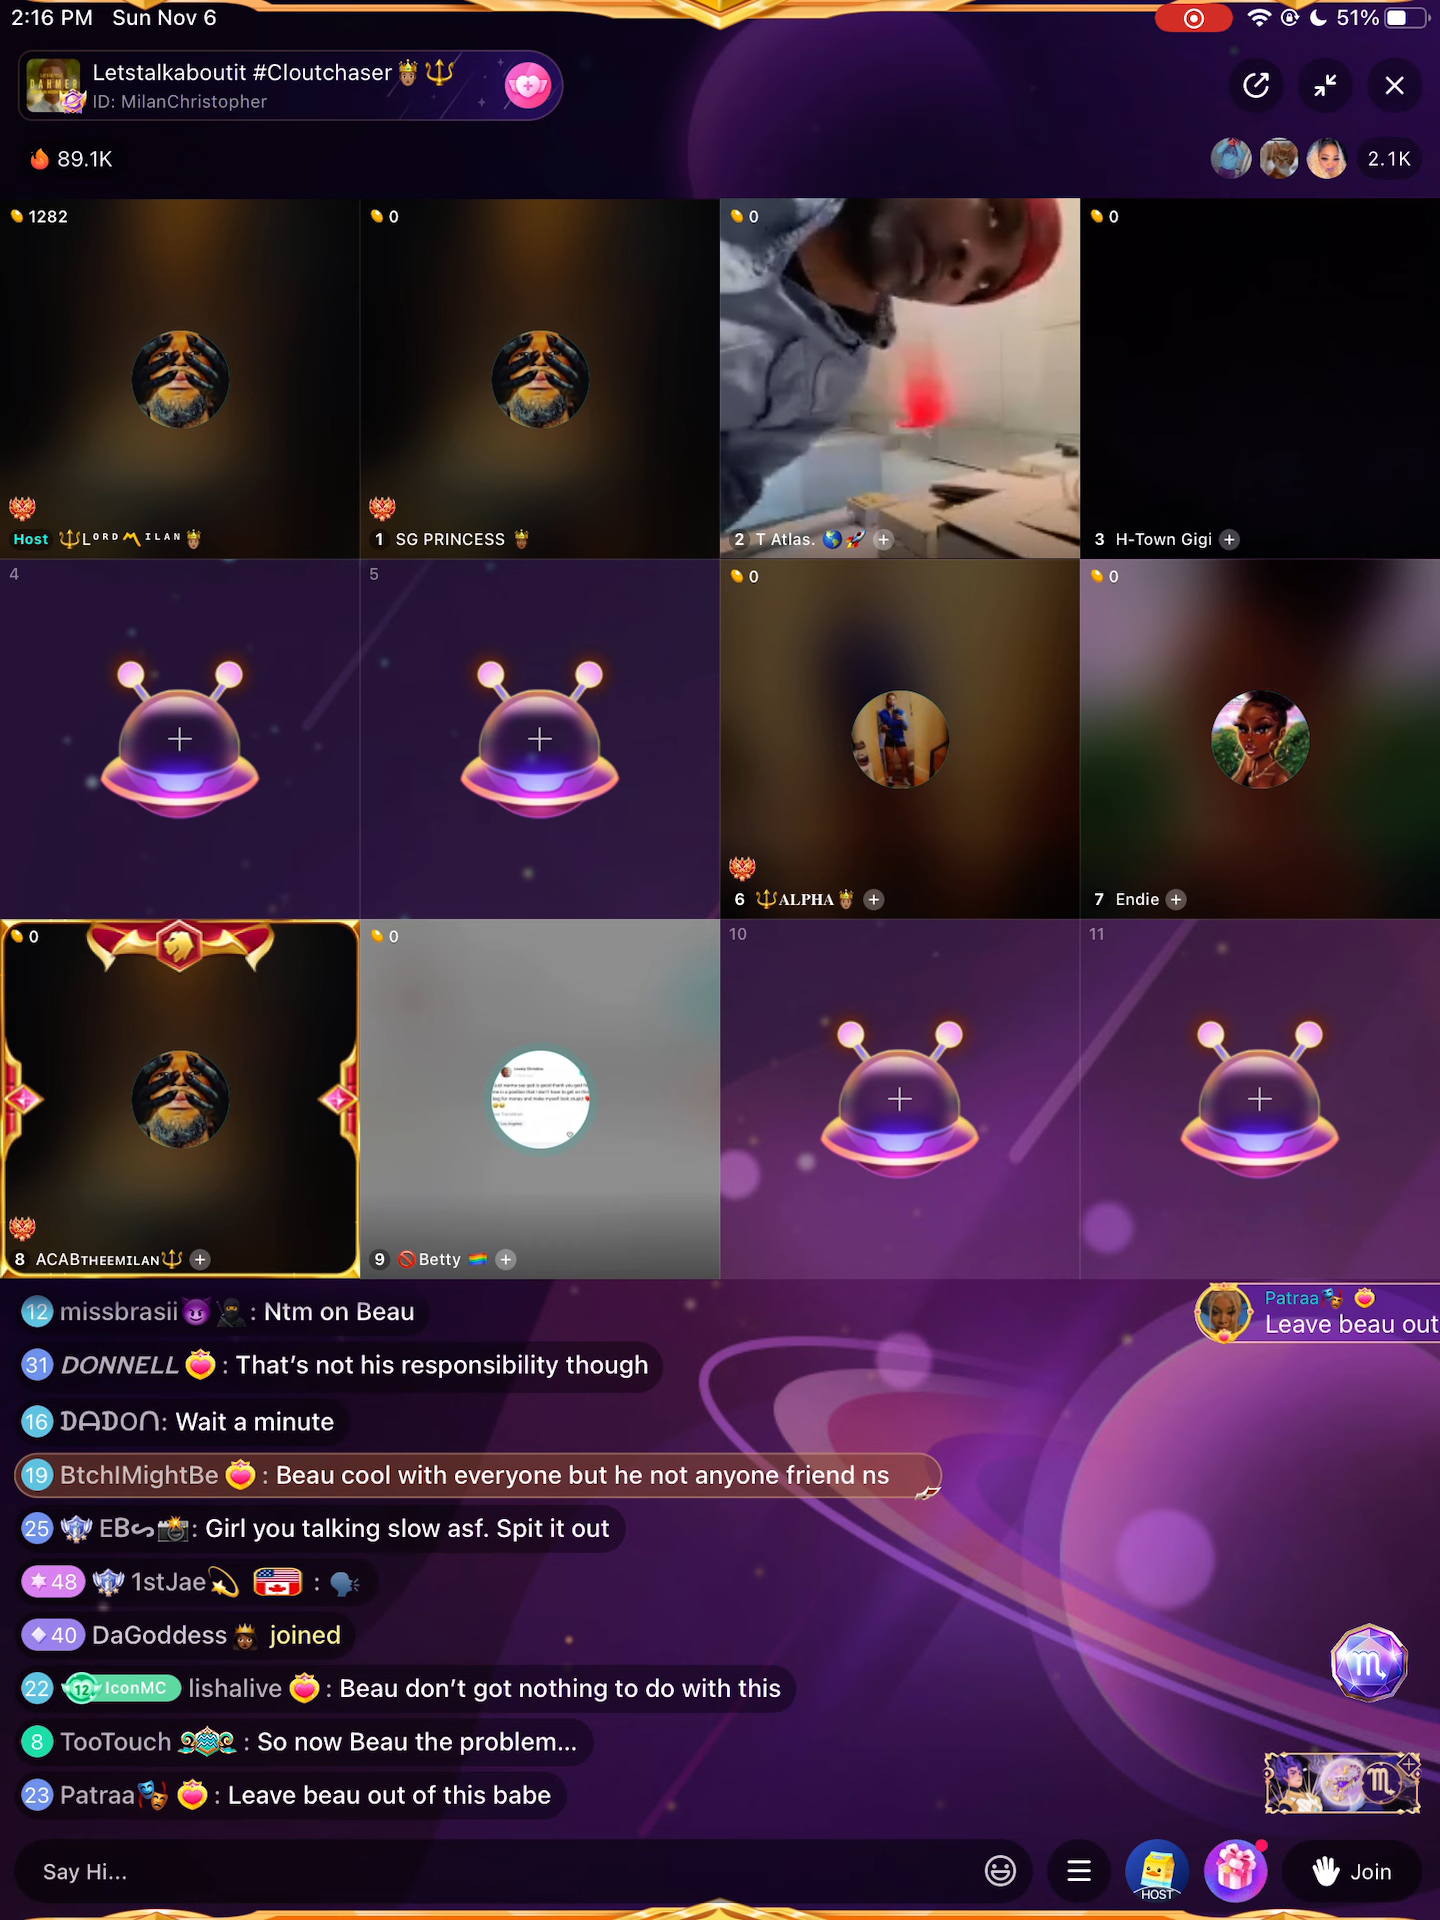 2:16 PM Sun Nov 6 51%
Letstalkaboutit #Cloutchaser🤴🏽🔱
DAHMER
ID: MilanChristopher
🔥 89.1K
2.1K
1282
0
0
0
Host 🔱Lᴼᴿᴰ〽️ᴵᴸᴬᴺ🤴🏽
1 SG PRINCESS 🤴🏽
2 T Atlas. 🌎🚀 +
3 H-Town Gigi +
4
5
0
0
6 🔱𝐀𝐋𝐏𝐇𝐀🤴🏽 +
7 Endie +
0
0
10
11
8 ACABᴛʜᴇᴇᴍɪʟᴀɴ🔱 +
9 🚫Betty 🏳️‍🌈 +
12 missbrasii😈🥷🏿: Ntm on Beau
Patraa🎭
Leave beau out
31 𝘋𝘖𝘕𝘕𝘌𝘓𝘓 : That’s not his responsibility though
16 ᗪᗩᗪOᑎ: Wait a minute
19 BtchIMightBe : Beau cool with everyone but he not anyone friend ns
25 EB∽📸: Girl you talking slow asf. Spit it out
48 1stJae💫 : 🗣️
40 DaGoddess👸🏾 joined
22 12 IconMC lishalive : Beau don’t got nothing to do with this
8 TooTouch : So now Beau the problem...
23 Patraa🎭 : Leave beau out of this babe
Say Hi...
HOST
Join